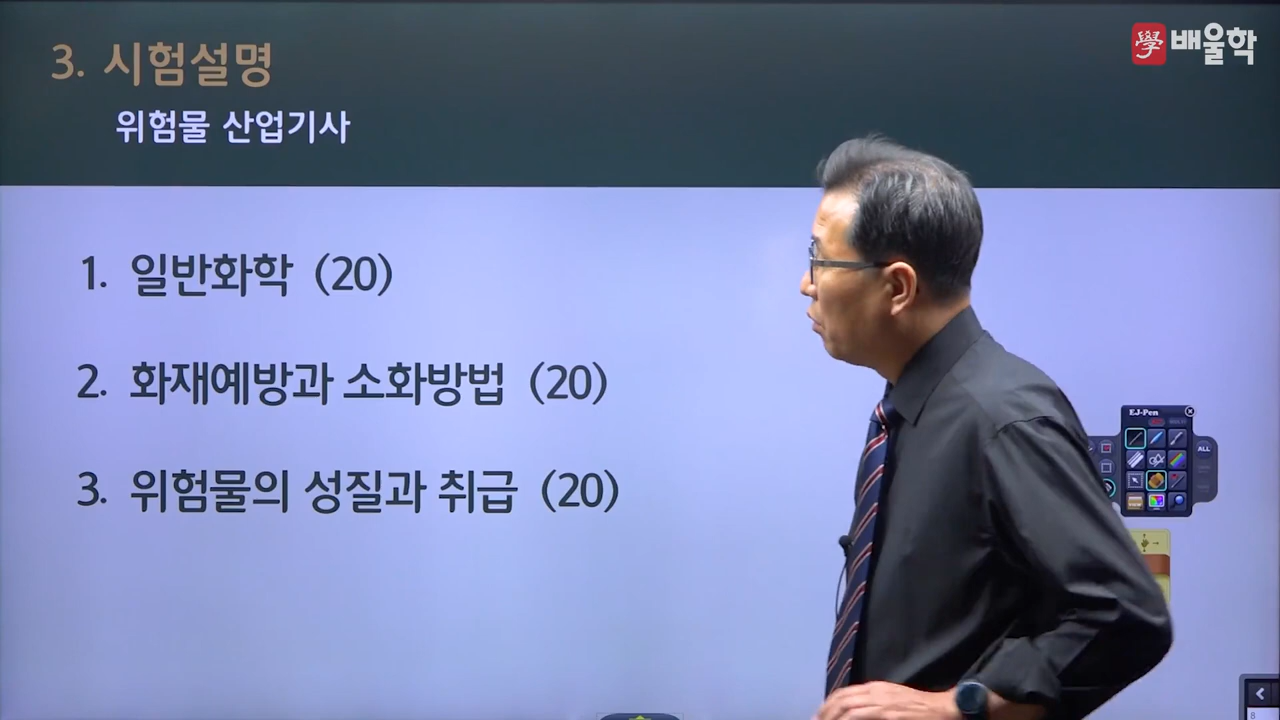 3. 시험설명
위험물 산업기사
學 배울학
1. 일반화학 (20)
2. 화재예방과 소화방법 (20)
3. 위험물의 성질과 취급 (20)
EJ-Pen
ALL
VIEW
8